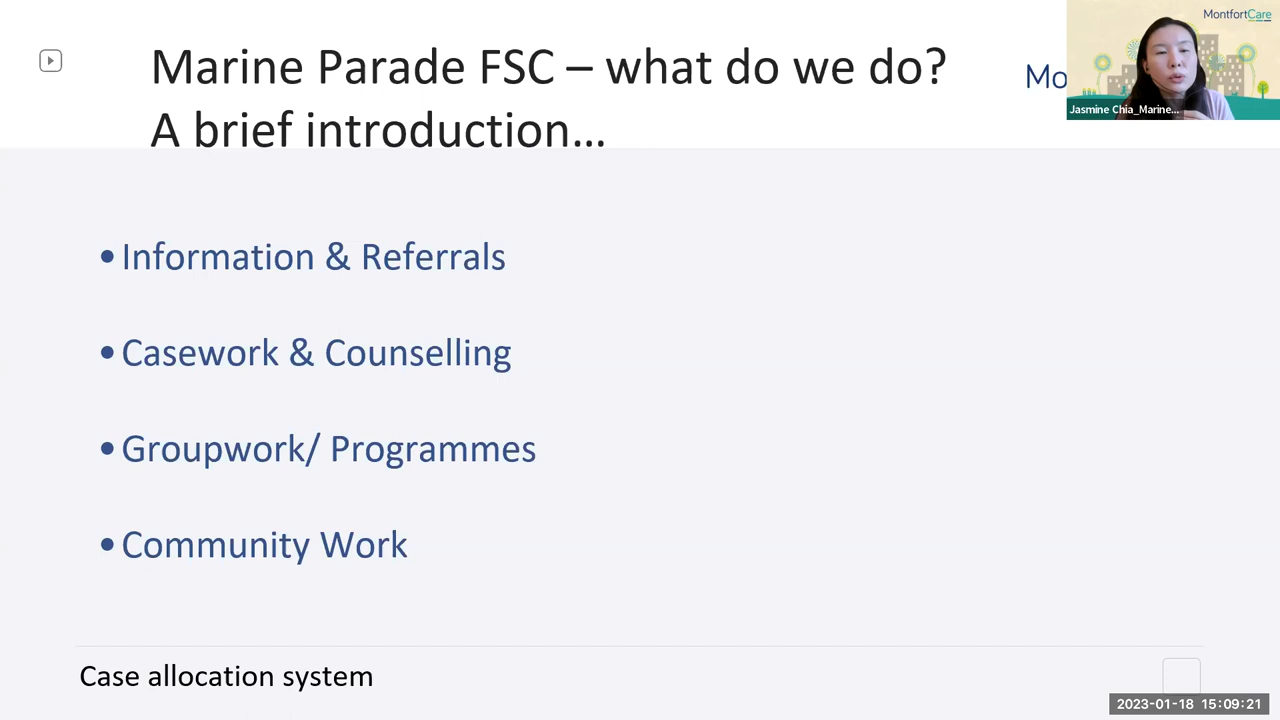 Marine Parade FSC – what do we do?
A brief introduction…
Mo
MontfortCare
Jasmine Chia_Marine...
•Information & Referrals
•Casework & Counselling
•Groupwork/ Programmes
•Community Work
Case allocation system
2023-01-18 15:09:21